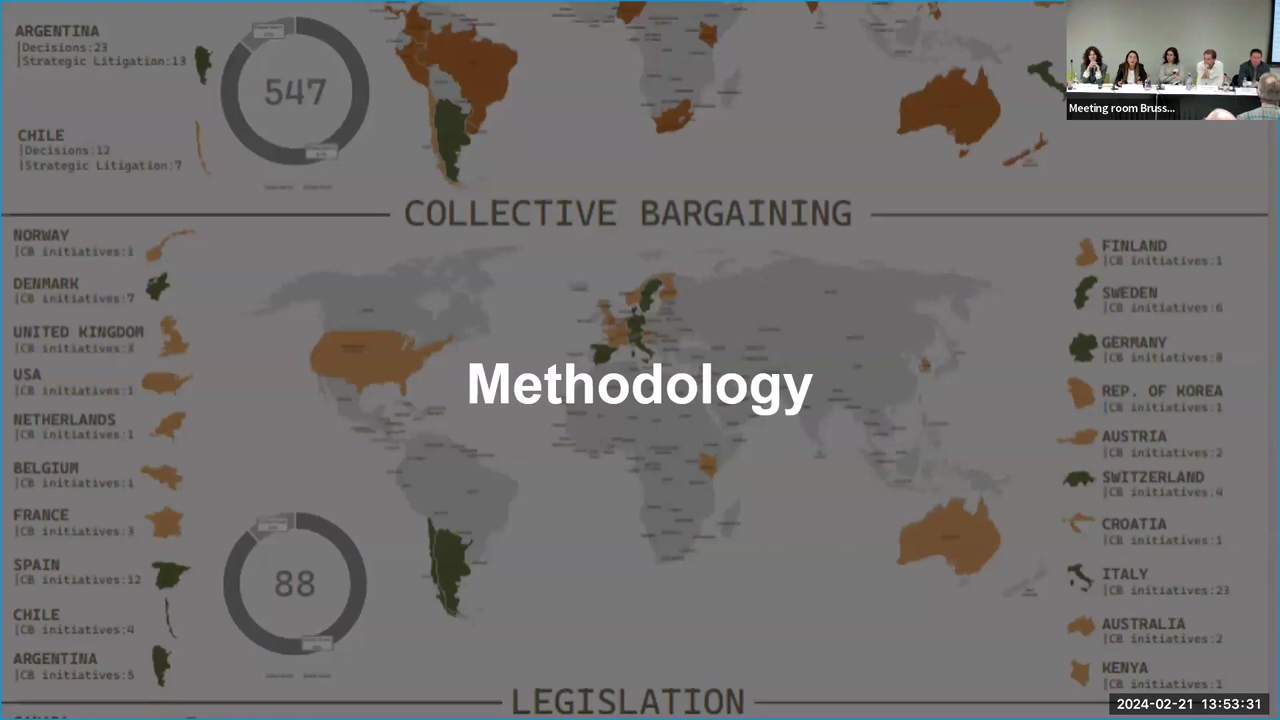 ARGENTINA
|Decisions:23
|Strategic Litigation:13
547
CHILE
|Decisions:12
|Strategic Litigation:7
Meeting room Bruss...
COLLECTIVE BARGAINING
NORWAY
|CB initiatives:1
DENMARK
|CB initiatives:7
UNITED KINGDOM
|CB initiatives:3
USA
|CB initiatives:1
NETHERLANDS
|CB initiatives:1
BELGIUM
|CB initiatives:1
FRANCE
|CB initiatives:3
SPAIN
|CB initiatives:12
CHILE
|CB initiatives:4
ARGENTINA
|CB initiatives:5
88
Methodology
FINLAND
|CB initiatives:1
SWEDEN
|CB initiatives:6
GERMANY
|CB initiatives:8
REP. OF KOREA
|CB initiatives:1
AUSTRIA
|CB initiatives:2
SWITZERLAND
|CB initiatives:4
CROATIA
|CB initiatives:1
ITALY
|CB initiatives:23
AUSTRALIA
|CB initiatives:2
KENYA
|CB initiatives:1
LEGISLATION
2024-02-21 13:53:31